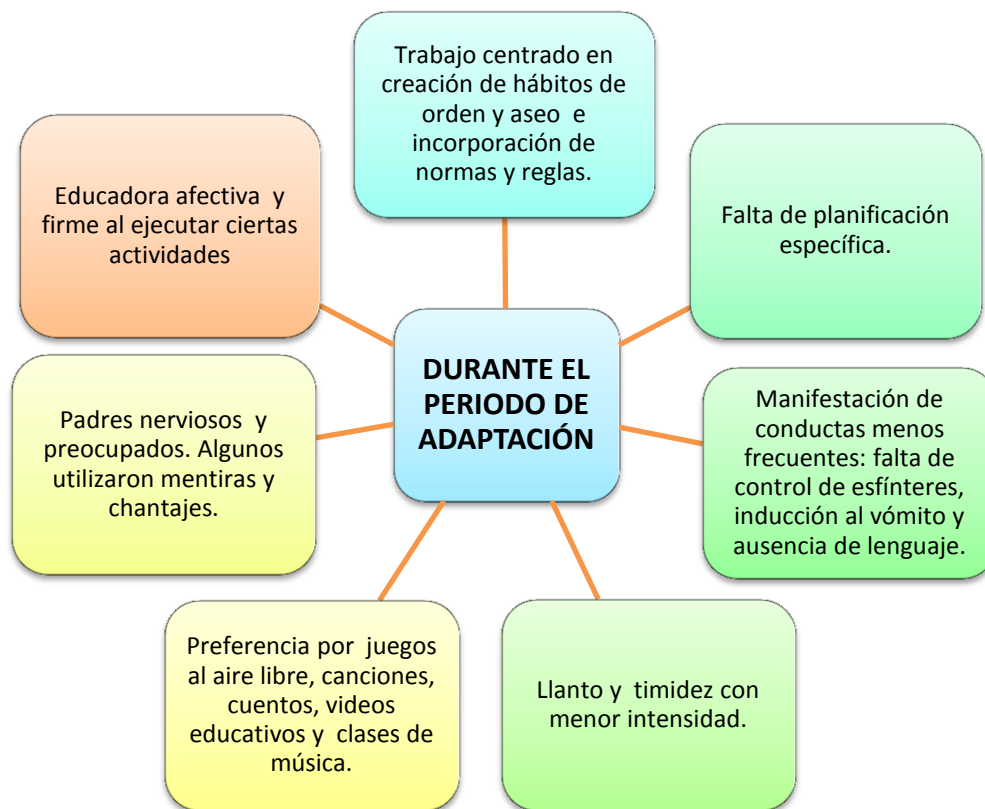 Trabajo centrado en
creación de hábitos de
orden y aseo e
incorporación de
normas y reglas.
Falta de planificación
específica.
Manifestación de
conductas menos
frecuentes: falta de
control de esfínteres,
inducción al vómito y
ausencia de lenguaje.
Llanto y timidez con
menor intensidad.
Preferencia por juegos
al aire libre, canciones,
cuentos, videos
educativos y clases de
música.
Padres nerviosos y
preocupados. Algunos
utilizaron mentiras y
chantajes.
Educadora afectiva y
firme al ejecutar ciertas
actividades
DURANTE EL
PERIODO DE
ADAPTACIÓN